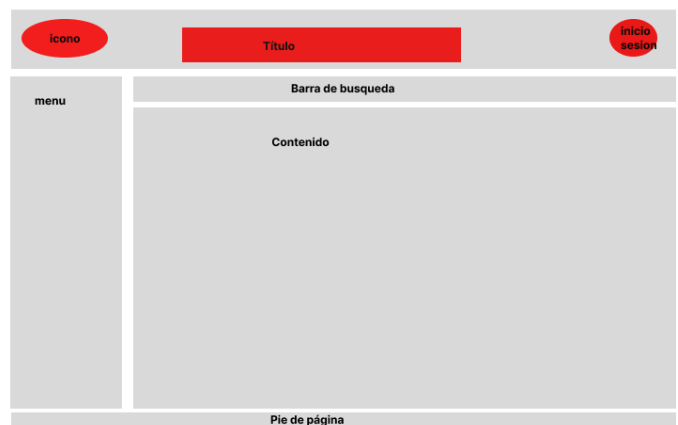 icono
Título
Inicio
sesion
menu
Barra de busqueda
Contenido
Pie de página